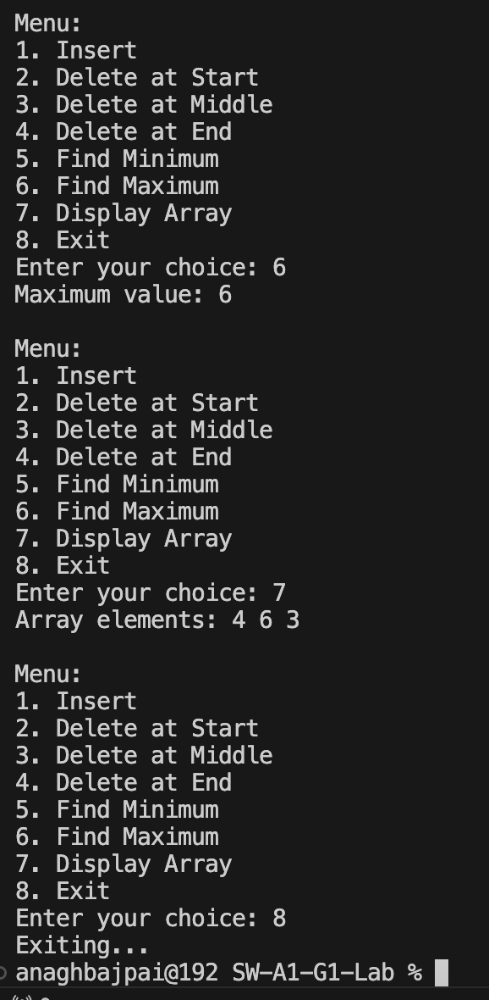 Menu:
1. Insert
2. Delete at Start
3. Delete at Middle
4. Delete at End
5. Find Minimum
6. Find Maximum
7. Display Array
8. Exit
Enter your choice: 6
Maximum value: 6
Menu:
1. Insert
2. Delete at Start
3. Delete at Middle
4. Delete at End
5. Find Minimum
6. Find Maximum
7. Display Array
8. Exit
Enter your choice: 7
Array elements: 4 6 3
Menu:
1. Insert
2. Delete at Start
3. Delete at Middle
4. Delete at End
5. Find Minimum
6. Find Maximum
7. Display Array
8. Exit
Enter your choice: 8
Exiting...
anaghbajpai@192 SW-A1-G1-Lab %